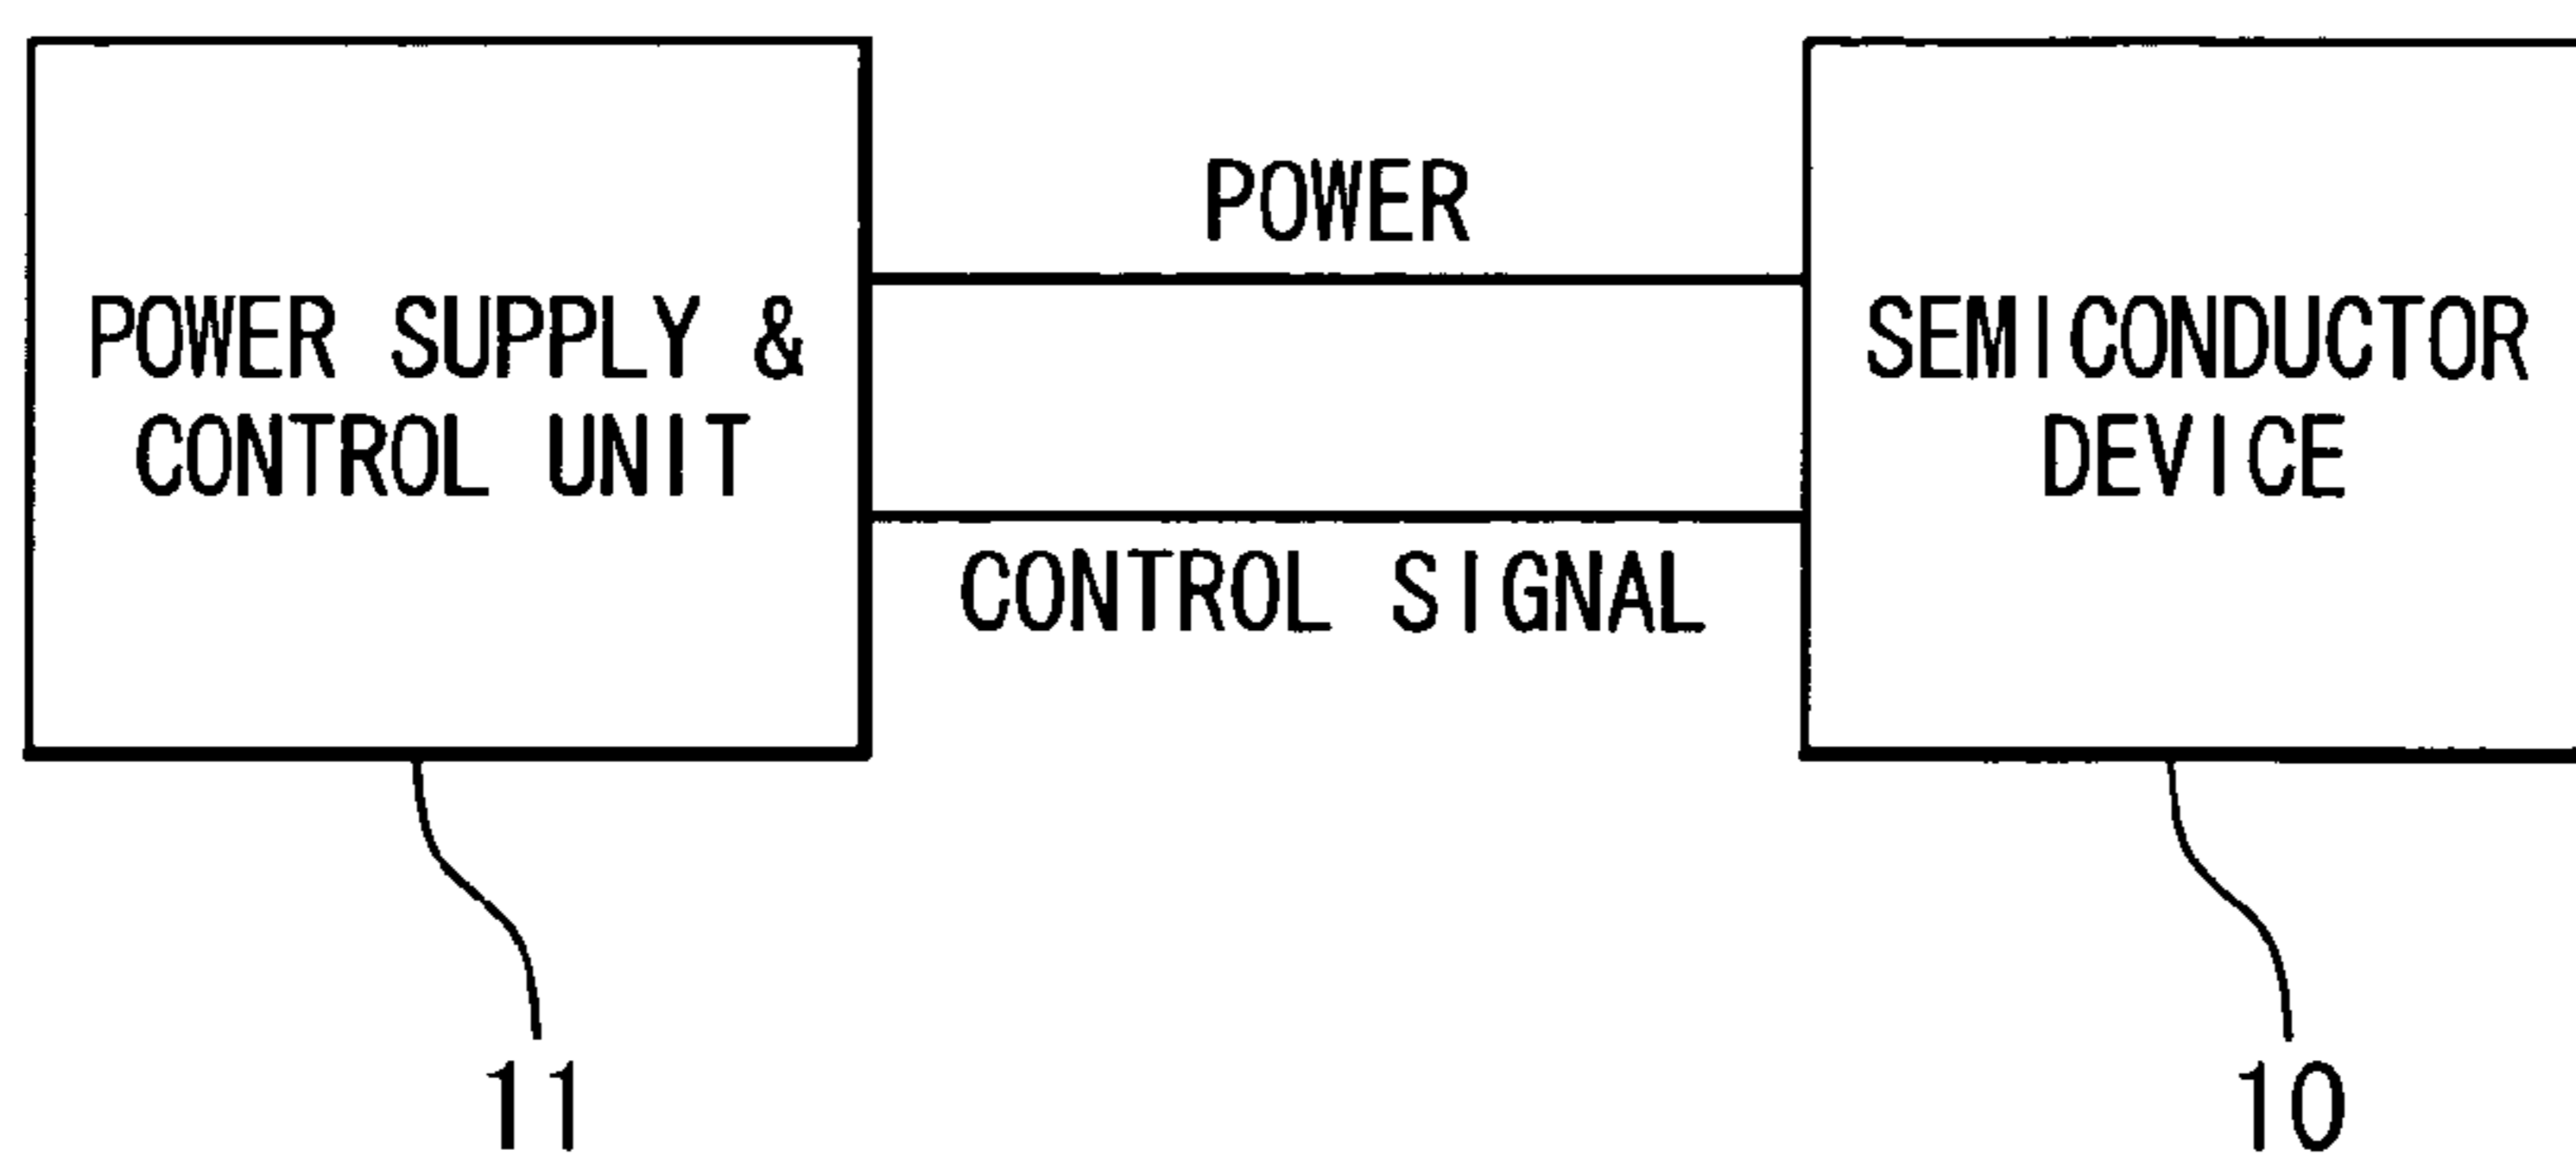 POWER SUPPLY &
CONTROL UNIT
POWER
CONTROL SIGNAL
SEMICONDUCTOR
DEVICE
11
10